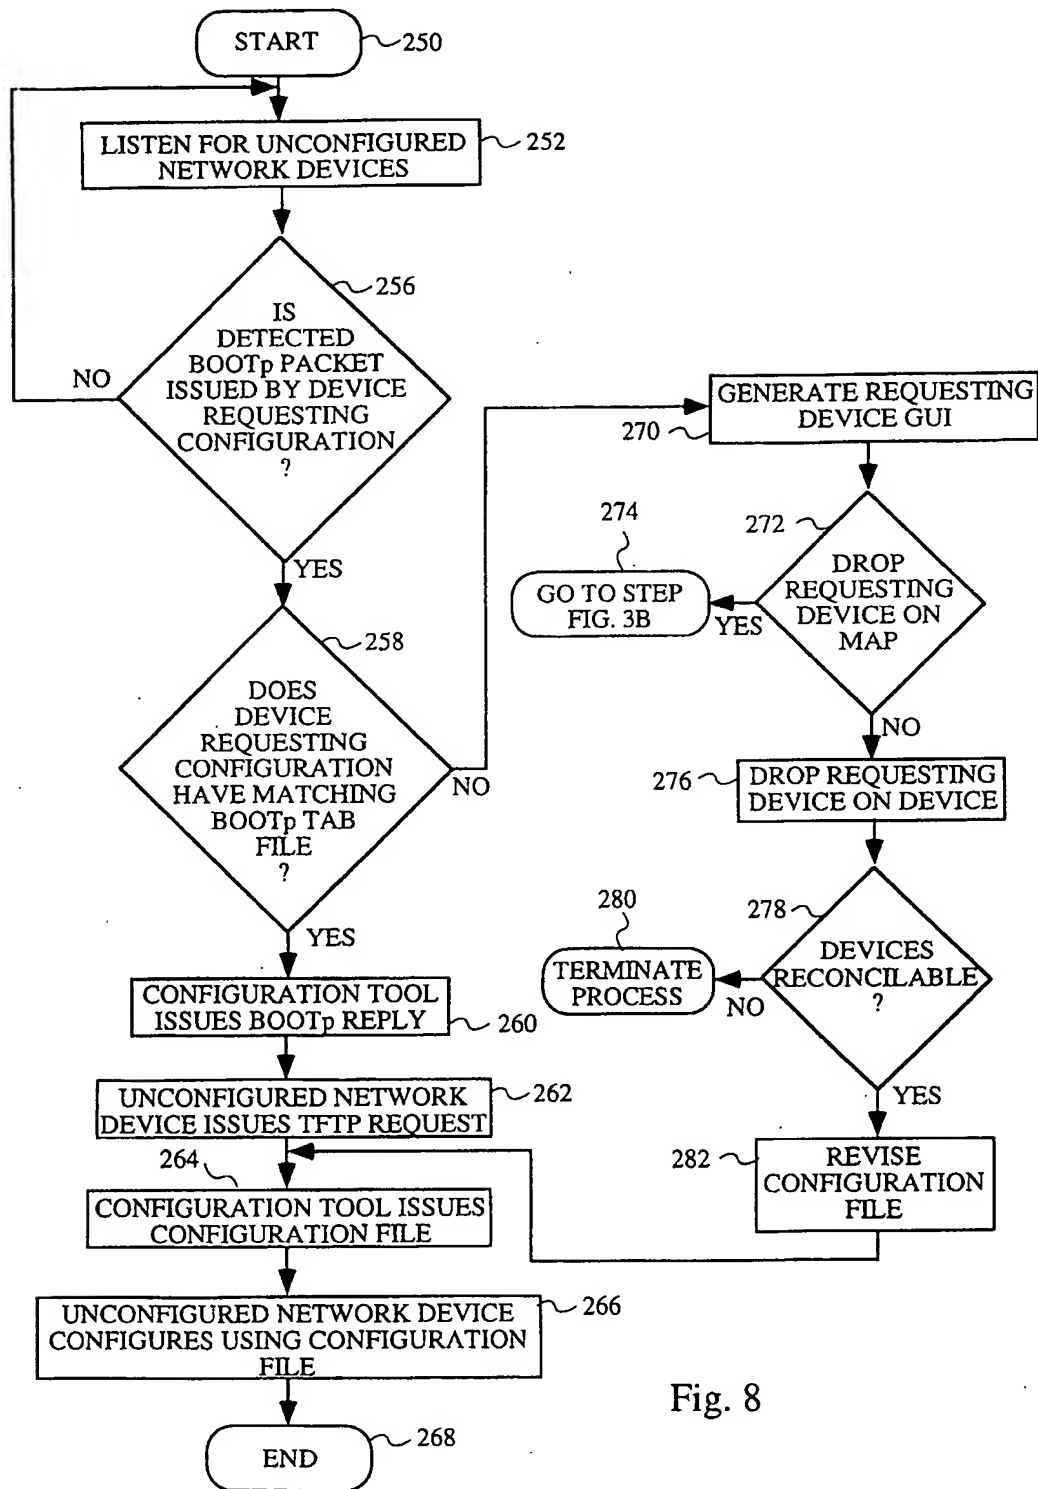 START
250
LISTEN FOR UNCONFIGURED
NETWORK DEVICES
252
256
IS
DETECTED
BOOTp PACKET
ISSUED BY DEVICE
REQUESTING
CONFIGURATION
?
NO
YES
258
DOES
DEVICE
REQUESTING
CONFIGURATION
HAVE MATCHING
BOOTp TAB
FILE
?
NO
YES
CONFIGURATION TOOL
ISSUES BOOTp REPLY
260
UNCONFIGURED NETWORK
DEVICE ISSUES TFTP REQUEST
262
264
CONFIGURATION TOOL ISSUES
CONFIGURATION FILE
UNCONFIGURED NETWORK DEVICE
CONFIGURES USING CONFIGURATION
FILE
266
END
268
GENERATE REQUESTING
DEVICE GUI
270
272
DROP
REQUESTING
DEVICE ON
MAP
YES
274
GO TO STEP
FIG. 3B
NO
276
DROP REQUESTING
DEVICE ON DEVICE
278
DEVICES
RECONCILABLE
?
NO
280
TERMINATE
PROCESS
YES
282
REVISE
CONFIGURATION
FILE
Fig. 8